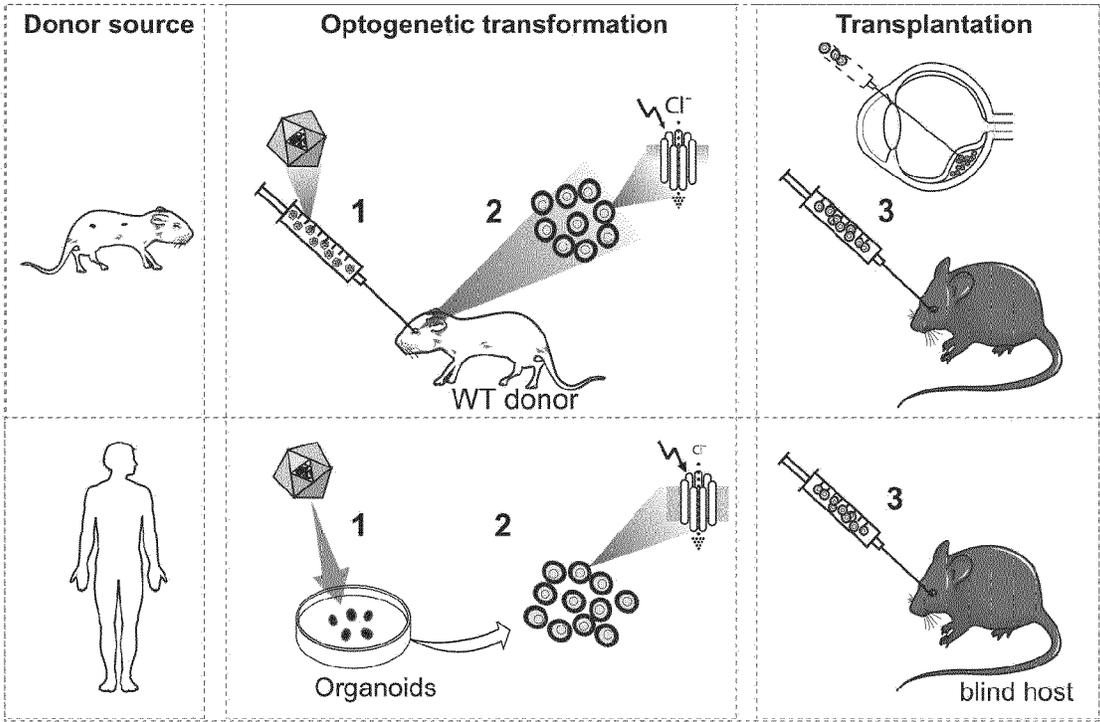 Donor source
Optogenetic transformation
Transplantation
Cl⁻
1
2
3
WT donor
Cl⁻
1
2
3
Organoids
blind host